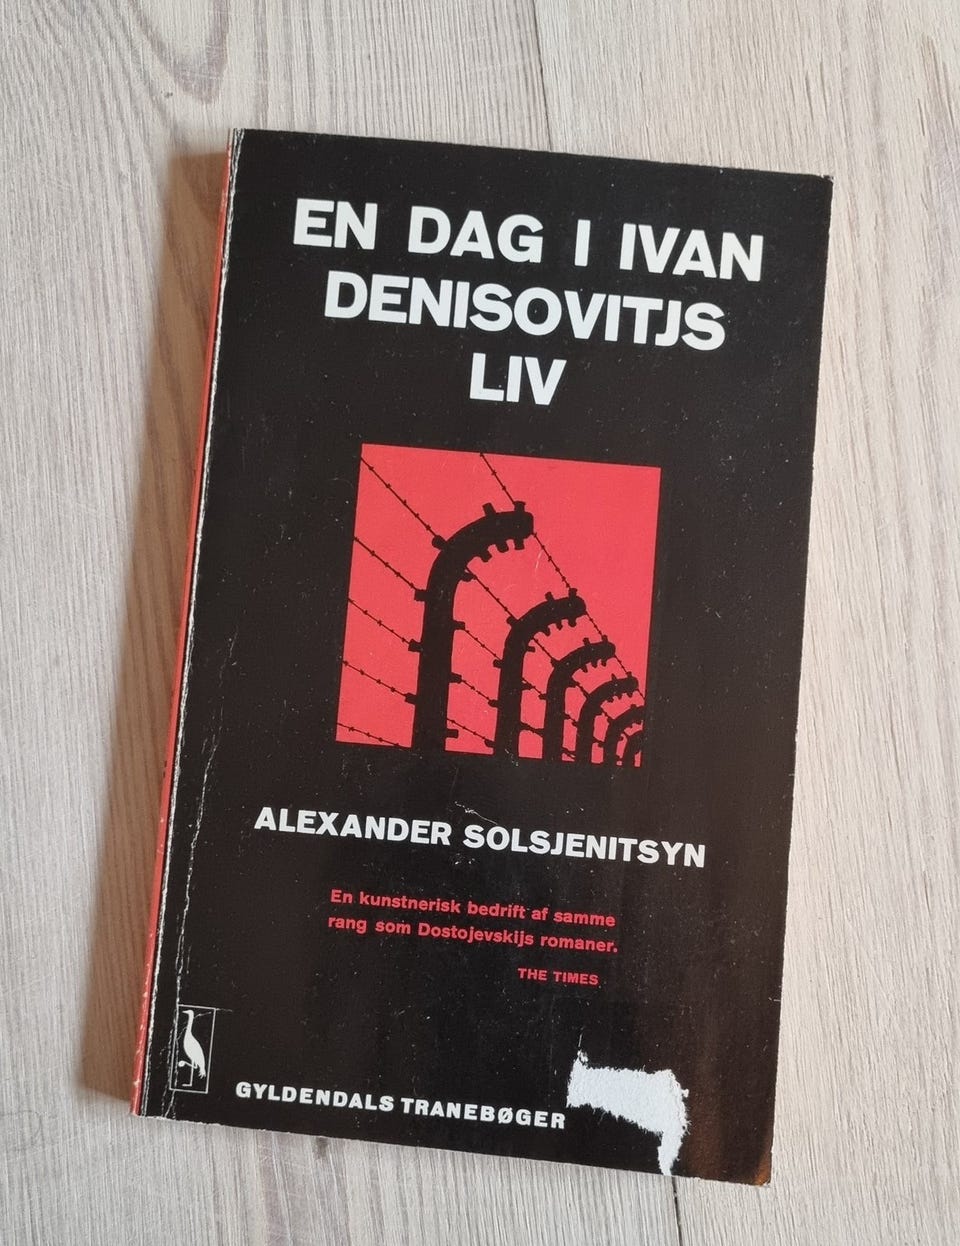 EN DAG I IVAN
DENISOVITJS
LIV
ALEXANDER SOLSJENITSYN
En kunstnerisk bedrift af samme
rang som Dostojevskijs romaner.
THE TIMES
GYLDENDALS TRANEBØGER